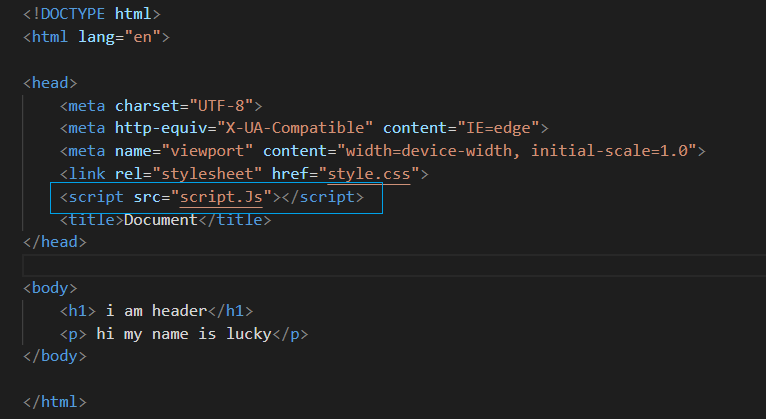 <!DOCTYPE html>
<html lang="en">
<head>
<meta charset="UTF-8">
<meta http-equiv="X-UA-Compatible" content="IE=edge">
<meta name="viewport" content="width=device-width, initial-scale=1.0">
<link rel="stylesheet" href="style.css">
<script src="script.Js"></script>
<title>Document</title>
</head>
<body>
<h1> i am header</h1>
<p> hi my name is lucky</p>
</body>
</html>